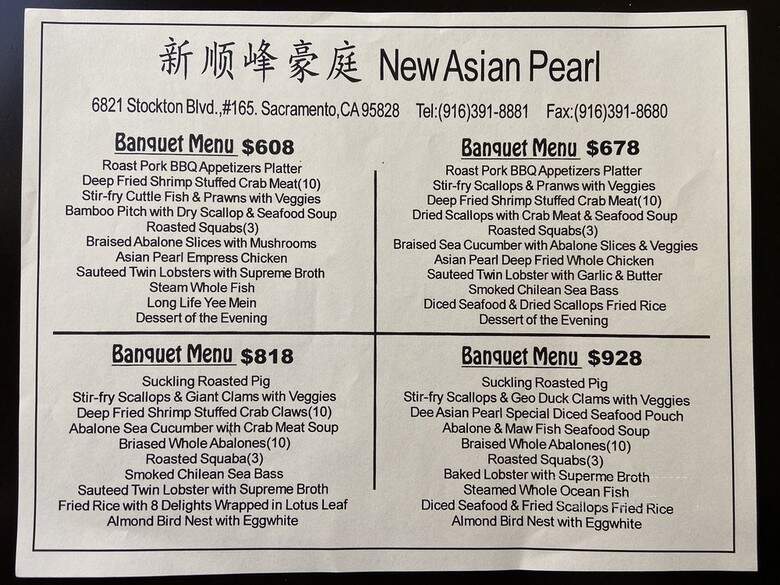 新顺峰豪庭 New Asian Pearl
6821 Stockton Blvd.,#165. Sacramento,CA 95828 Tel:(916)391-8881 Fax:(916)391-8680
Banquet Menu $608
Roast Pork BBQ Appetizers Platter
Deep Fried Shrimp Stuffed Crab Meat(10)
Stir-fry Cuttle Fish & Prawns with Veggies
Bamboo Pitch with Dry Scallop & Seafood Soup
Roasted Squabs(3)
Braised Abalone Slices with Mushrooms
Asian Pearl Empress Chicken
Sauteed Twin Lobsters with Supreme Broth
Steam Whole Fish
Long Life Yee Mein
Dessert of the Evening
Banquet Menu $678
Roast Pork BBQ Appetizers Platter
Stir-fry Scallops & Pranws with Veggies
Deep Fried Shrimp Stuffed Crab Meat(10)
Dried Scallops with Crab Meat & Seafood Soup
Roasted Squabs(3)
Braised Sea Cucumber with Abalone Slices & Veggies
Asian Pearl Deep Fried Whole Chicken
Sauteed Twin Lobster with Garlic & Butter
Smoked Chilean Sea Bass
Diced Seafood & Dried Scallops Fried Rice
Dessert of the Evening
Banquet Menu $818
Suckling Roasted Pig
Stir-fry Scallops & Giant Clams with Veggies
Deep Fried Shrimp Stuffed Crab Claws(10)
Abalone Sea Cucumber with Crab Meat Soup
Briased Whole Abalones(10)
Roasted Squaba(3)
Smoked Chilean Sea Bass
Sauteed Twin Lobster with Supreme Broth
Fried Rice with 8 Delights Wrapped in Lotus Leaf
Almond Bird Nest with Eggwhite
Banquet Menu $928
Suckling Roasted Pig
Stir-fry Scallops & Geo Duck Clams with Veggies
Dee Asian Pearl Special Diced Seafood Pouch
Abalone & Maw Fish Seafood Soup
Braised Whole Abalones(10)
Roasted Squabs(3)
Baked Lobster with Superme Broth
Steamed Whole Ocean Fish
Diced Seafood & Fried Scallops Fried Rice
Almond Bird Nest with Eggwhite